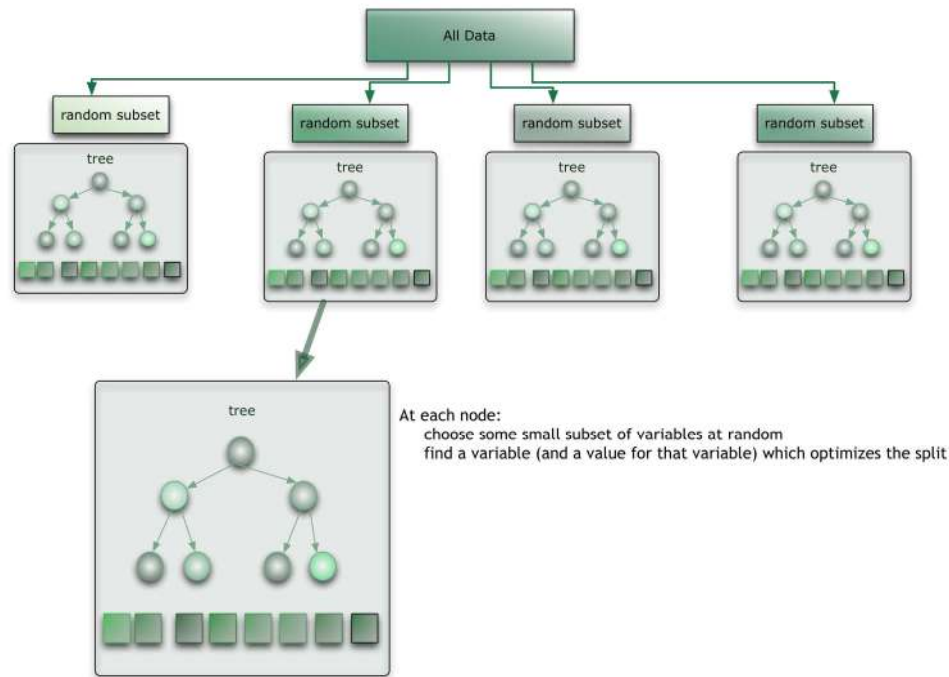 All Data
random subset
random subset
random subset
random subset
tree
tree
tree
tree
tree
At each node:
choose some small subset of variables at random
find a variable (and a value for that variable) which optimizes the split